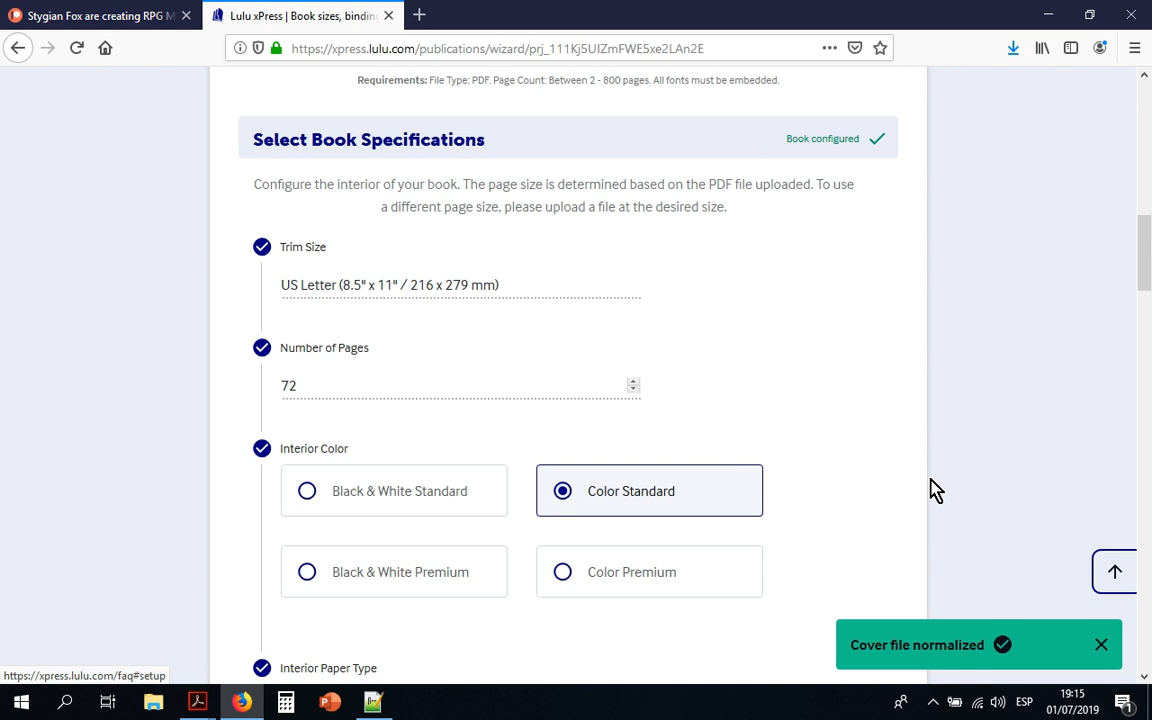 Stygian Fox are creating RPG M
Lulu xPress | Book sizes, bindin
https://xpress.lulu.com/publications/wizard/prj_111Kj5UIZmFWE5xe2LAn2E
Requirements: File Type: PDF. Page Count: Between 2 - 800 pages. All fonts must be embedded.
Select Book Specifications
Book configured
Configure the interior of your book. The page size is determined based on the PDF file uploaded. To use
a different page size, please upload a file at the desired size.
Trim Size
US Letter (8.5" x 11" / 216 x 279 mm)
Number of Pages
72
Interior Color
Black & White Standard
Color Standard
Black & White Premium
Color Premium
Cover file normalized
Interior Paper Type
https://xpress.lulu.com/faq#setup
ESP
19:15
01/07/2019
1